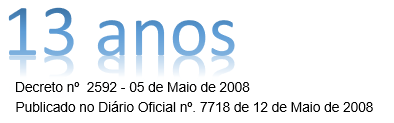 13 anos
Decreto nº 2592 - 05 de Maio de 2008
Publicado no Diário Oficial nº. 7718 de 12 de Maio de 2008